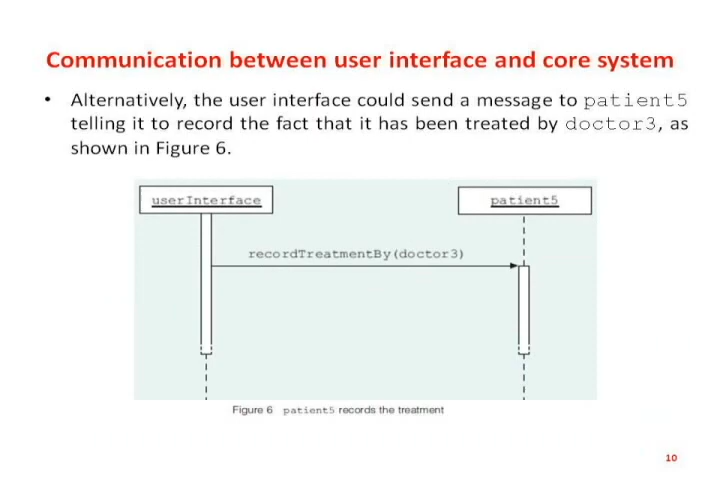 Communication between user interface and core system
• Alternatively, the user interface could send a message to patient5
telling it to record the fact that it has been treated by doctor3, as
shown in Figure 6.
userInterface
patient5
recordTreatmentBy(doctor3)
Figure 6 patient5 records the treatment
10